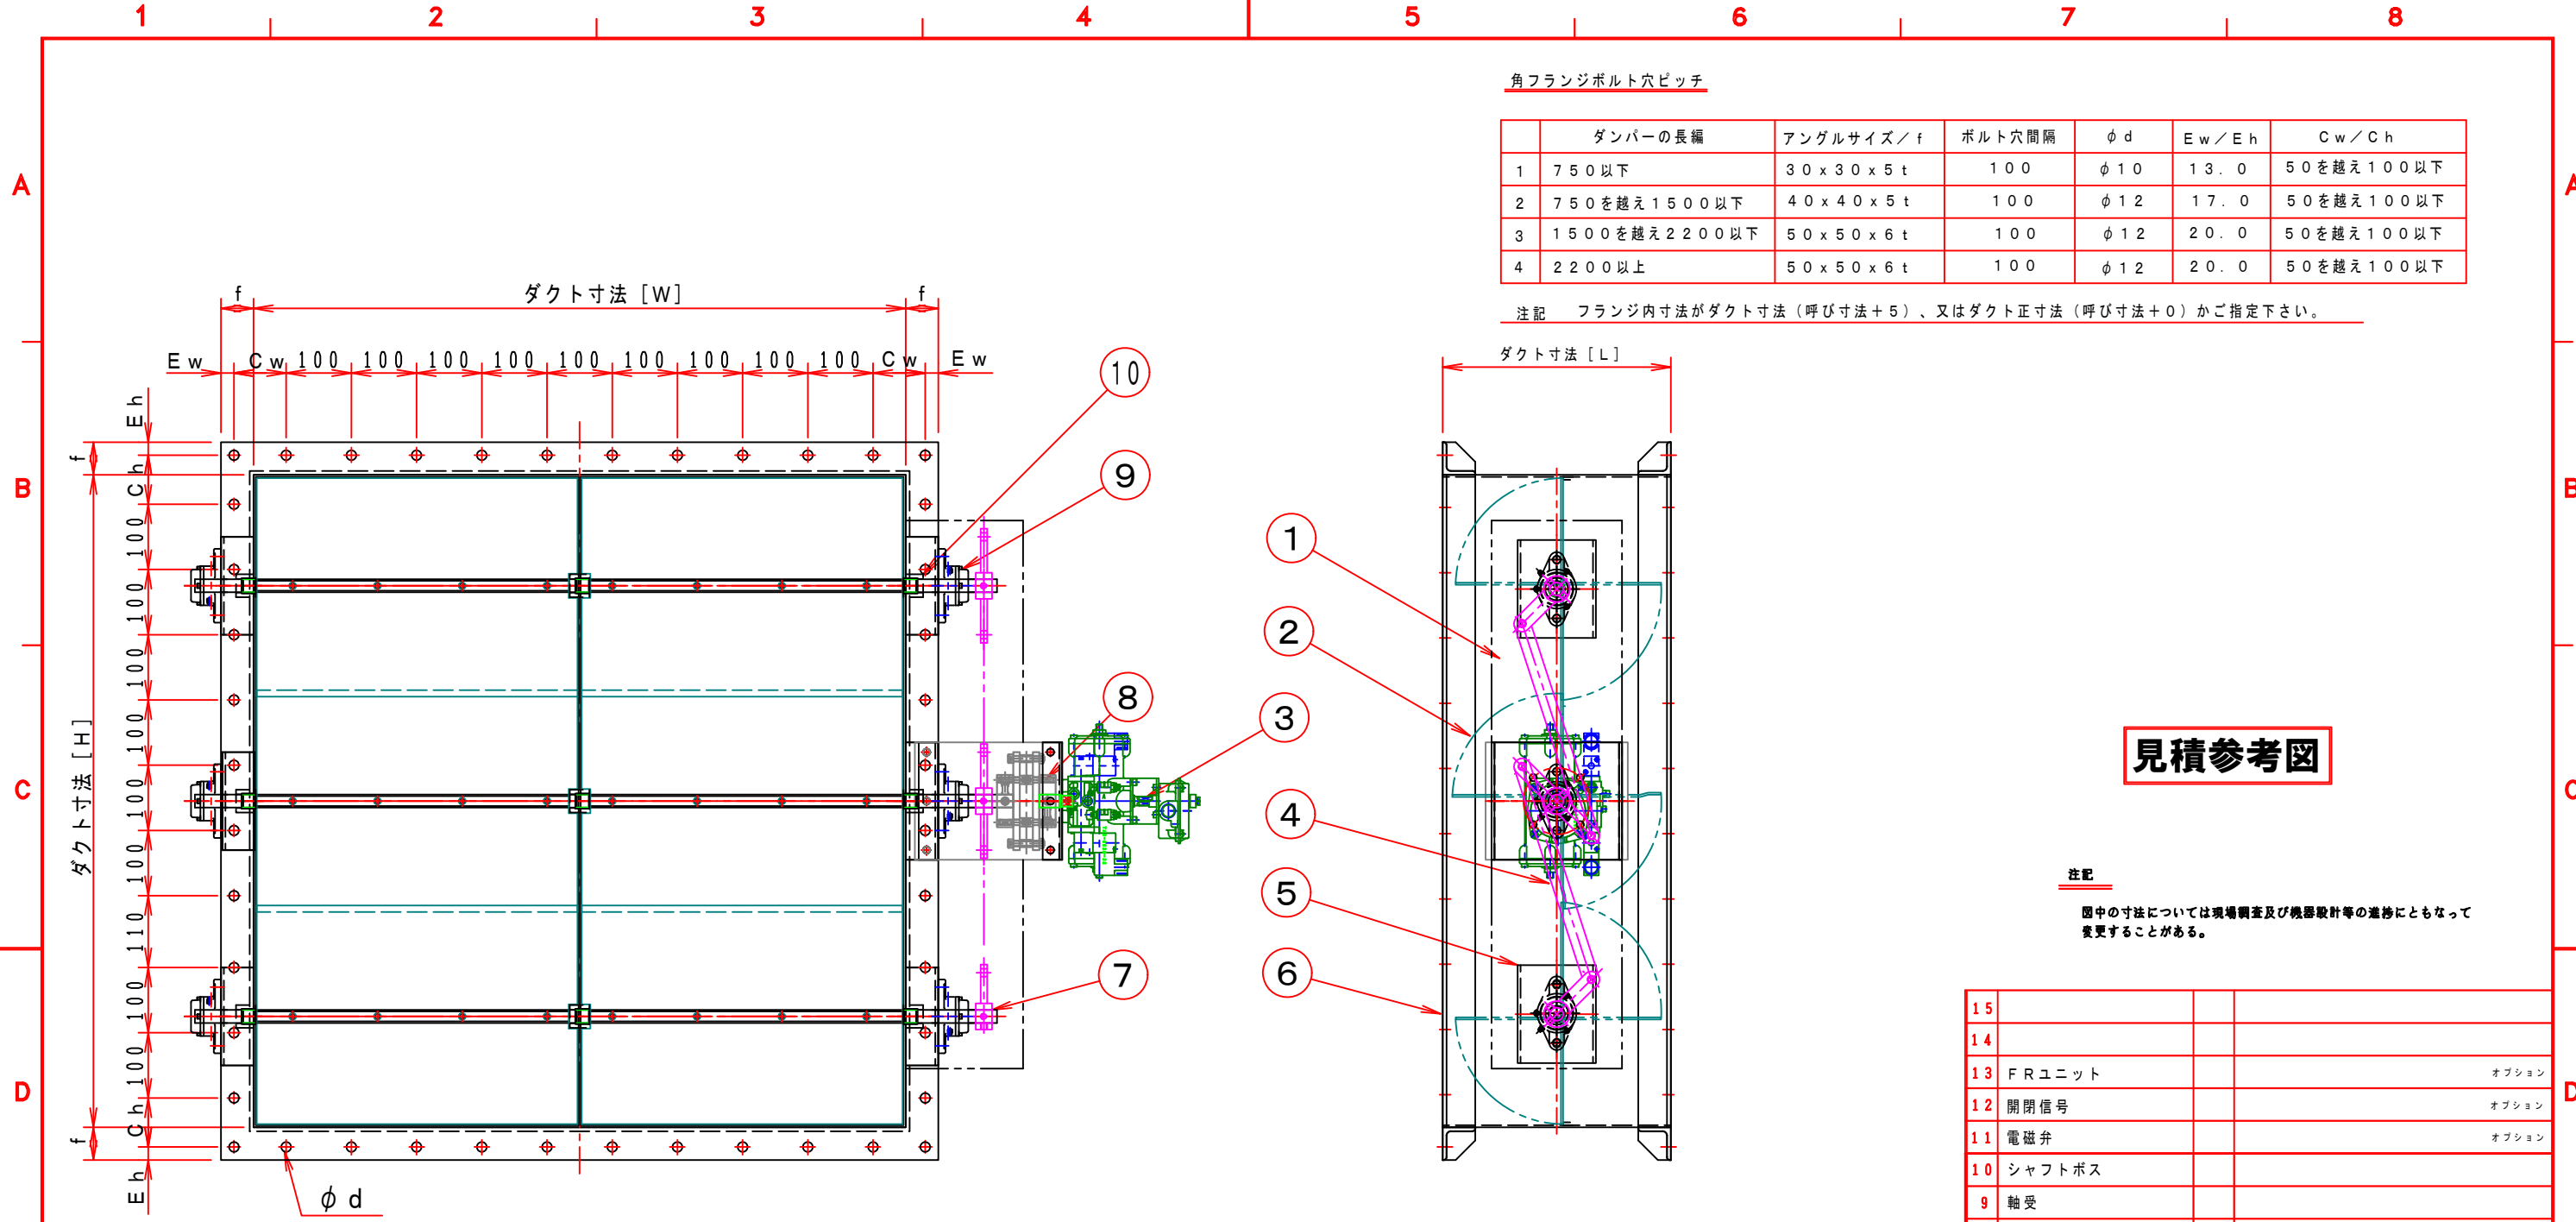 1 2 3 4 5 6 7 8
A A
B B
C C
D D
角フランジボルト穴ピッチ
ダンパーの長編 アングルサイズ/f ボルト穴間隔 φd Ew/Eh Cw/Ch
1 750以下 30x30x5t 100 φ10 13.0 50を越え100以下
2 750を越え1500以下 40x40x5t 100 φ12 17.0 50を越え100以下
3 1500を越え2200以下 50x50x6t 100 φ12 20.0 50を越え100以下
4 2200以上 50x50x6t 100 φ12 20.0 50を越え100以下
注記 フランジ内寸法がダクト寸法(呼び寸法+5)、又はダクト正寸法(呼び寸法+0)かご指定下さい。
f ダクト寸法[W] f
Ew Cw 100 100 100 100 100 100 100 100 100 Cw Ew
Eh
f
Ch
100
100
100
100
100
100
110
100
100
Ch
f
Eh
ダクト寸法[H]
φd
10
9
8
3
7
ダクト寸法[L]
1
2
4
5
6
見積参考図
注記
図中の寸法については現場調査及び機器設計等の進捗にともなって
変更することがある。
15
14
13 FRユニット オプション
12 開閉信号 オプション
11 電磁弁 オプション
10 シャフトボス
9 軸受